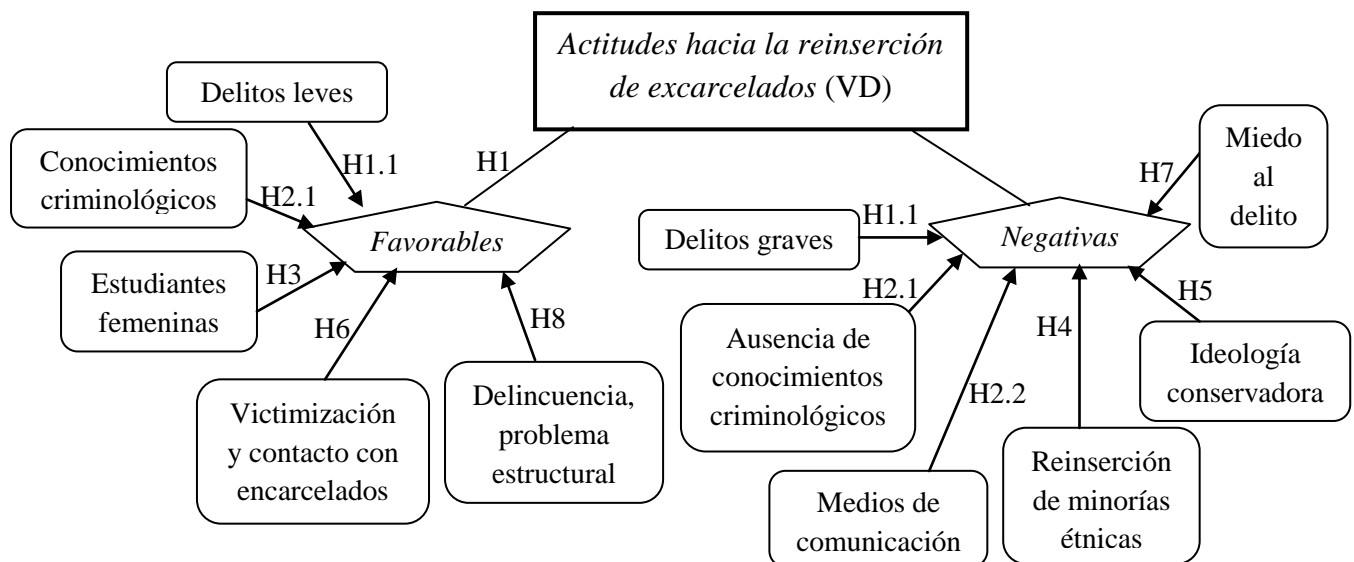 Actitudes hacia la reinserción
de excarcelados (VD)
Delitos leves
Conocimientos
criminológicos
H1.1
H2.1
H1
Favorables
Estudiantes
femeninas
H3
H6
H8
Victimización
y contacto con
encarcelados
Delincuencia,
problema
estructural
Miedo
al
delito
H7
Delitos graves
H1.1
Negativas
H2.1
Ausencia de
conocimientos
criminológicos
H2.2
H4
H5
Ideología
conservadora
Medios de
comunicación
Reinserción
de minorías
étnicas